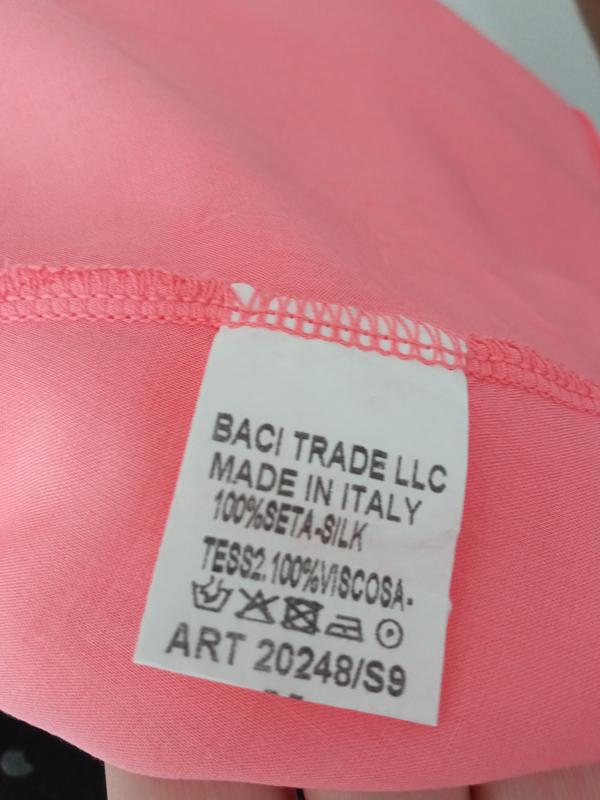 BACI TRADE LLC
MADE IN ITALY
100%SETA-SILK
TESS2.100%VISCOSA-
ART 20248/S9